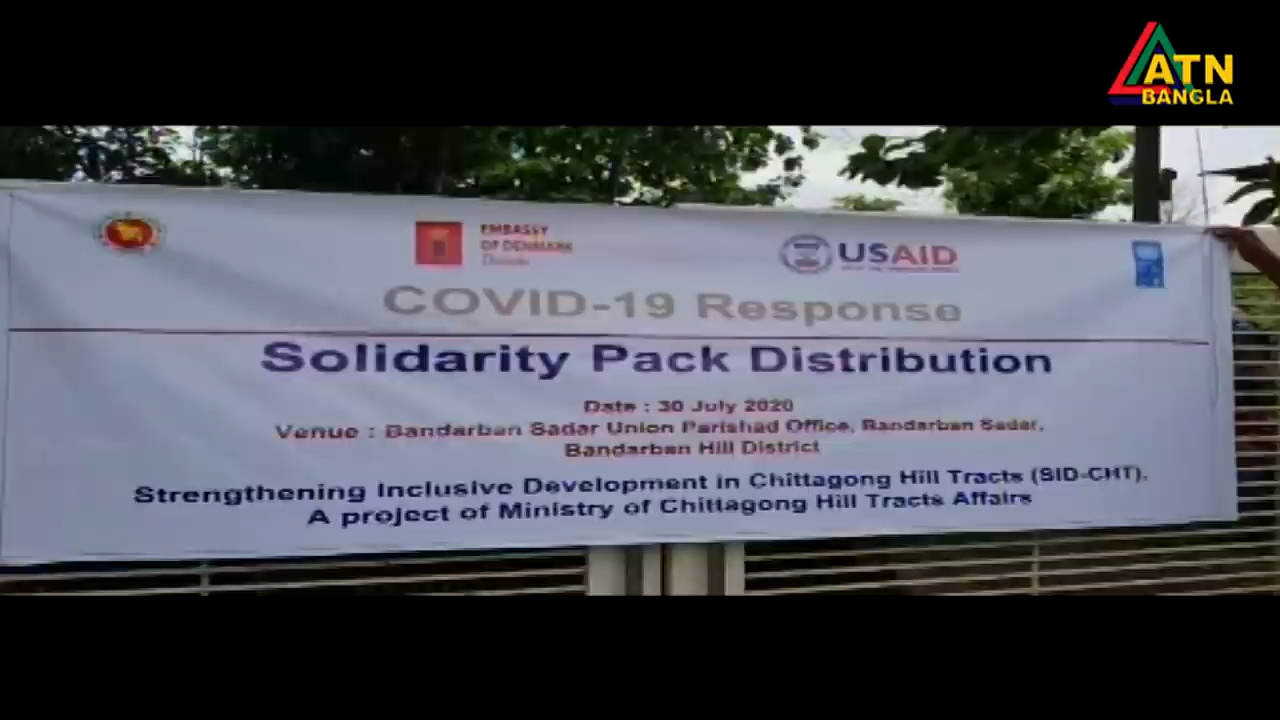 ATN
BANGLA
EMBASSY
OF DENMARK
USAID
COVID-19 Response
Solidarity Pack Distribution
Date : 30 July 2020
Venue : Bandarban Sadar Union Parishad Office, Bandarban Sadar,
Bandarban Hill District
Strengthening Inclusive Development in Chittagong Hill Tracts (SID-CHT),
A project of Ministry of Chittagong Hill Tracts Affairs